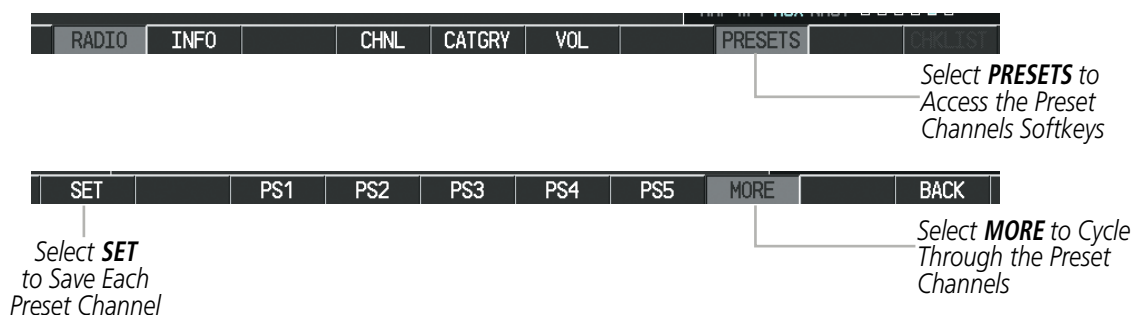 RADIO INFO CHNL CATGRY VOL PRESETS CHKLIST
Select PRESETS to
Access the Preset
Channels Softkeys
SET PS1 PS2 PS3 PS4 PS5 MORE BACK
Select SET
to Save Each
Preset Channel
Select MORE to Cycle
Through the Preset
Channels